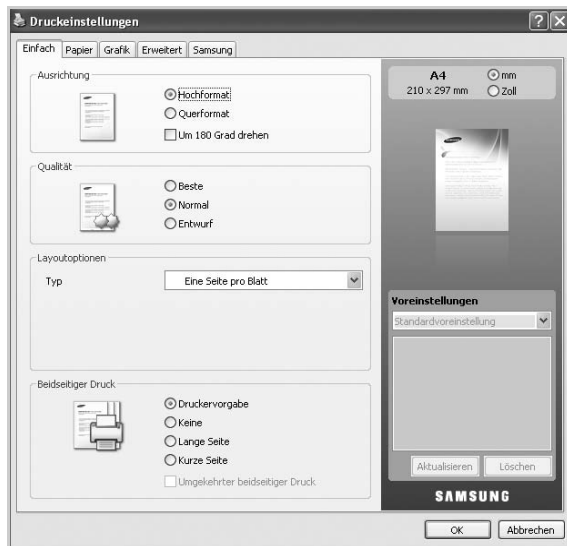 Druckeinstellungen
Einfach Papier Grafik Erweitert Samsung
Ausrichtung
Hochformat
Querformat
Um 180 Grad drehen
Qualität
Beste
Normal
Entwurf
Layoutoptionen
Typ Eine Seite pro Blatt
Beidseitiger Druck
Druckervorgabe
Keine
Lange Seite
Kurze Seite
Umgekehrter beidseitiger Druck
A4 mm
210 x 297 mm Zoll
Voreinstellungen
Standardvoreinstellung
Aktualisieren Löschen
SAMSUNG
OK Abbrechen